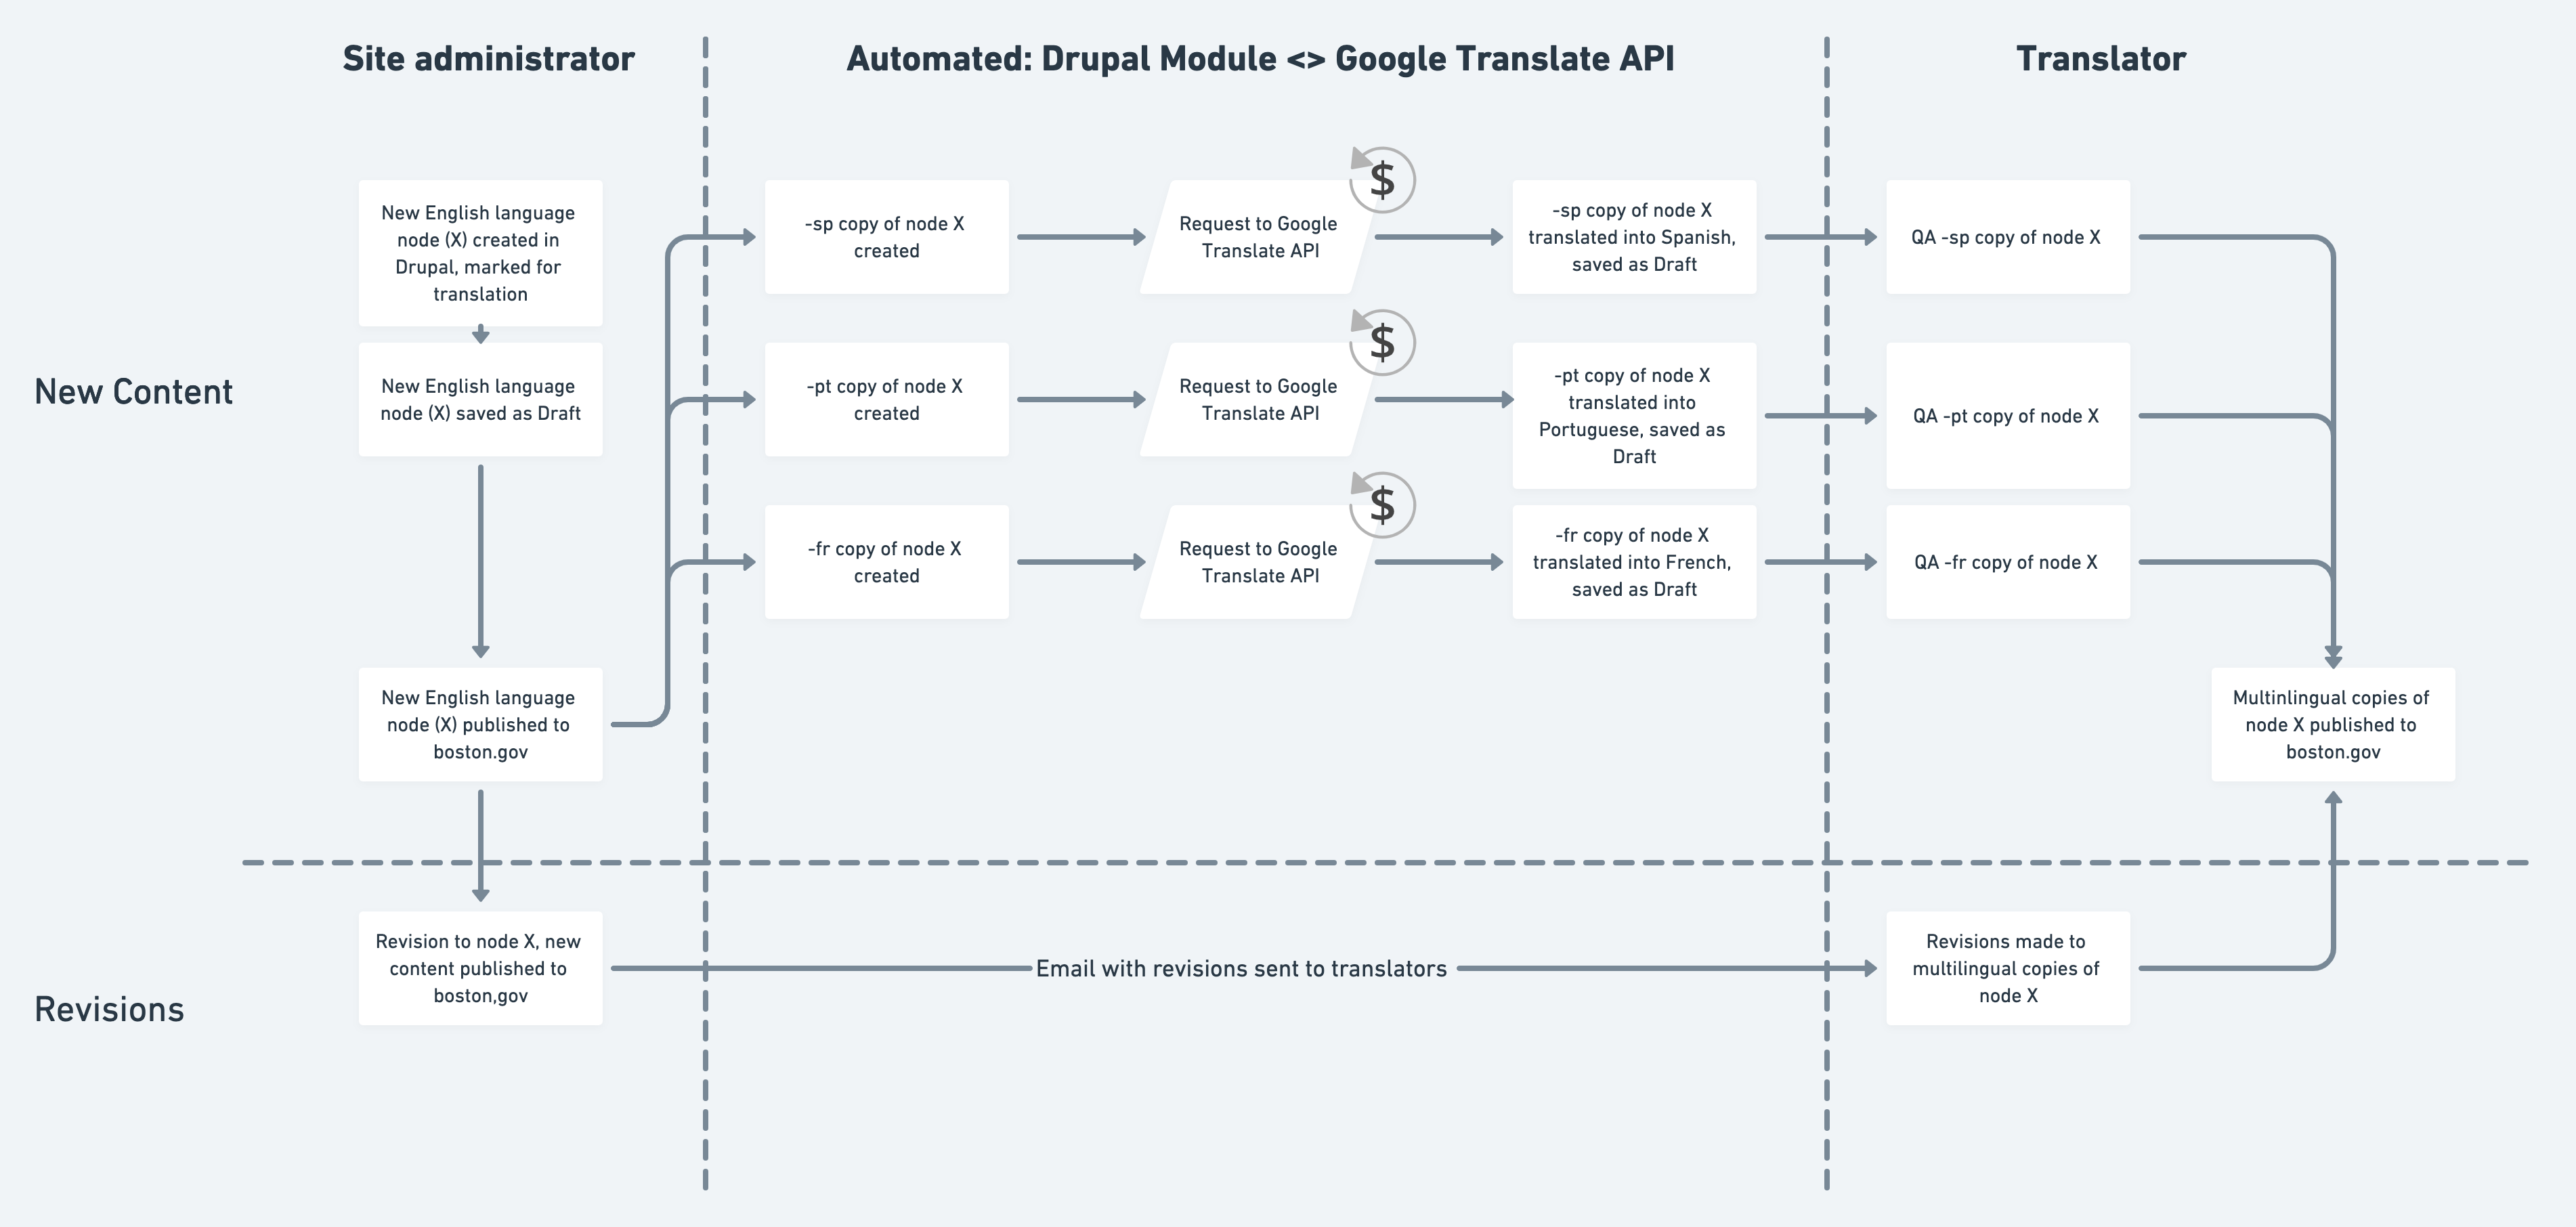 Site administrator
Automated: Drupal Module <> Google Translate API
Translator
New Content
New English language
node (X) created in
Drupal, marked for
translation
New English language
node (X) saved as Draft
New English language
node (X) published to
boston.gov
-sp copy of node X
created
$
Request to Google
Translate API
-sp copy of node X
translated into Spanish,
saved as Draft
QA -sp copy of node X
-pt copy of node X
created
$
Request to Google
Translate API
-pt copy of node X
translated into
Portuguese, saved as
Draft
QA -pt copy of node X
-fr copy of node X
created
$
Request to Google
Translate API
-fr copy of node X
translated into French,
saved as Draft
QA -fr copy of node X
Multinlingual copies of
node X published to
boston.gov
Revisions
Revision to node X, new
content published to
boston,gov
Email with revisions sent to translators
Revisions made to
multilingual copies of
node X